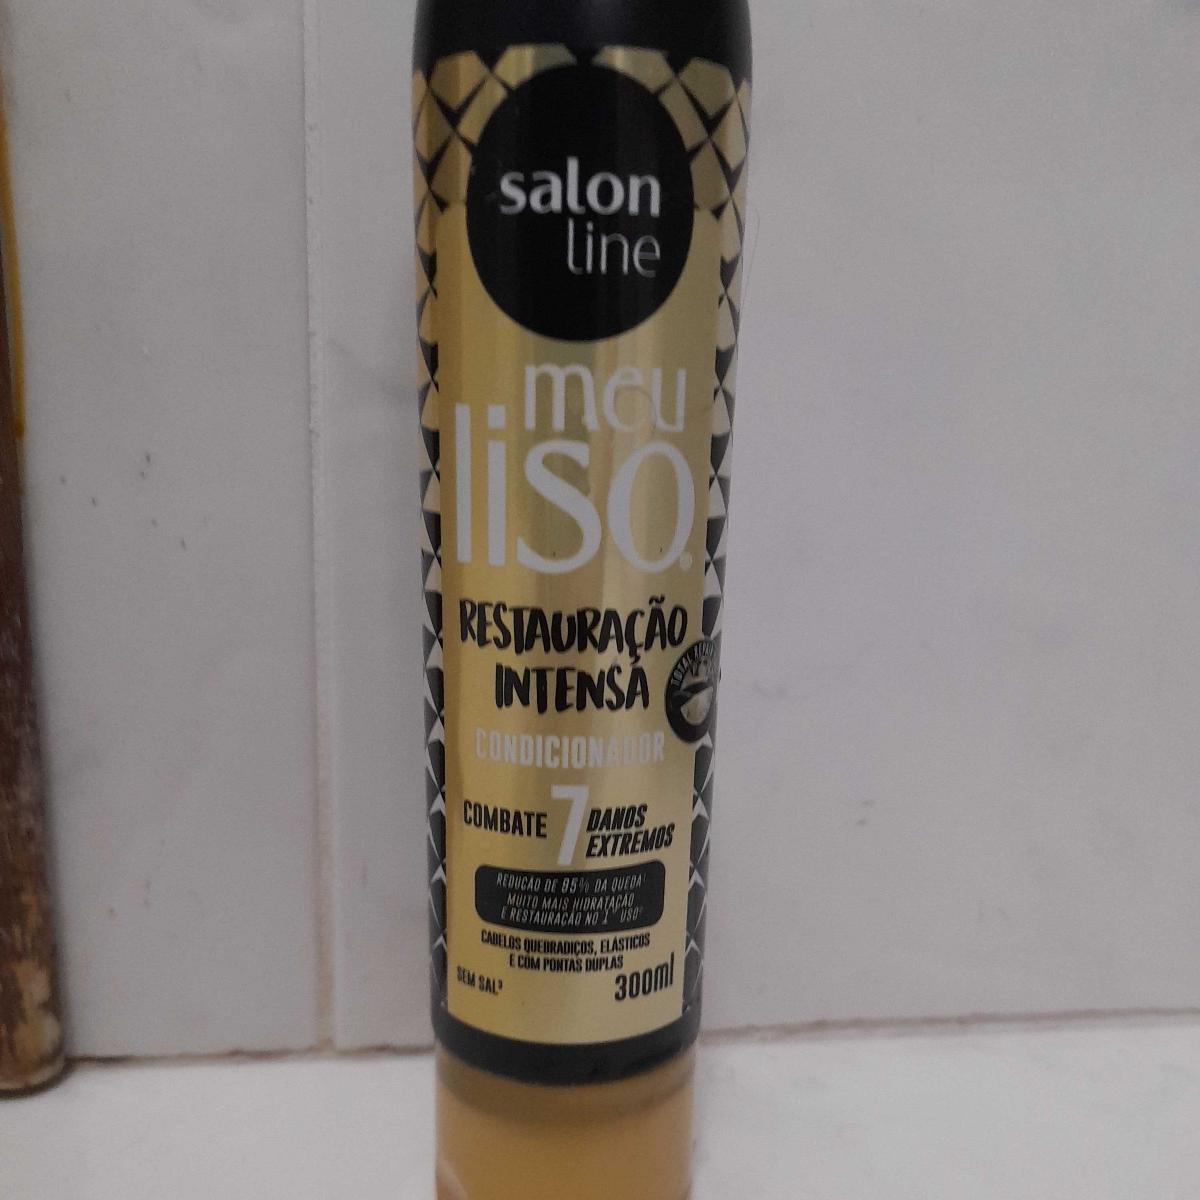 salon
line
meu
liso®
RESTAURAÇÃO
INTENSA
TOTAL
CONDICIONADOR
COMBATE 7 DANOS
EXTREMOS
REDUÇÃO DE 95% DA QUEDA¹
MUITO MAIS HIDRATAÇÃO
E RESTAURAÇÃO NO 1º USO²
CABELOS QUEBRADIÇOS, ELÁSTICOS
E COM PONTAS DUPLAS
SEM SAL³
300ml